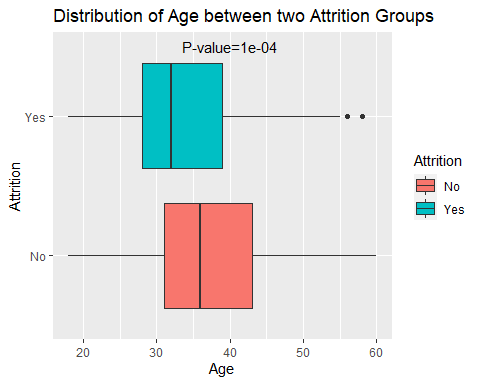 Distribution of Age between two Attrition Groups
P-value=1e-04
Yes
No
Attrition
20 30 40 50 60
Age
Attrition
No
Yes